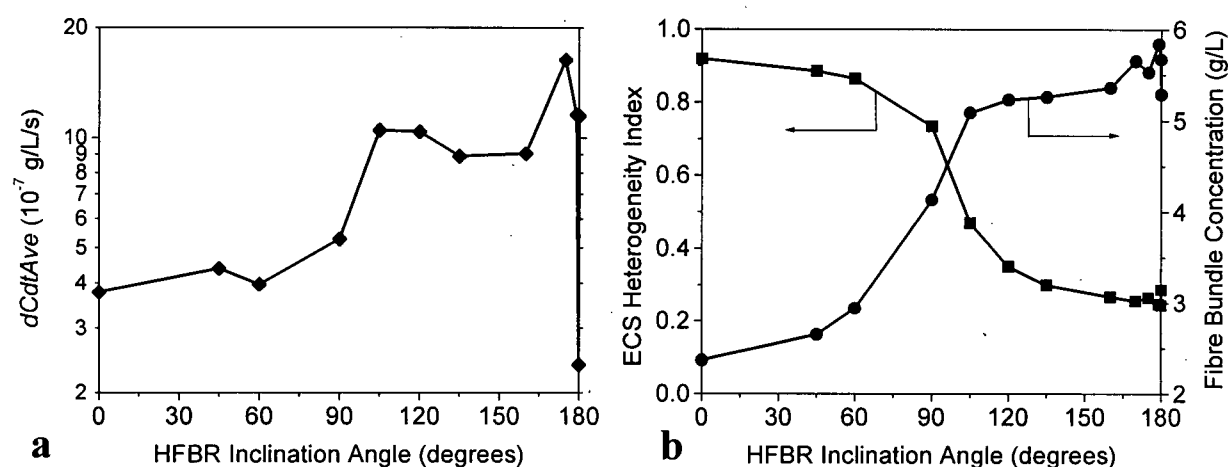 20
10
9
8
7
6
5
4
3
2
dCdtAve (10⁻⁷ g/L/s)
0 30 60 90 120 150 180
HFBR Inclination Angle (degrees)
a
1.0
0.8
0.6
0.4
0.2
0.0
ECS Heterogeneity Index
6
5
4
3
2
Fibre Bundle Concentration (g/L)
0 30 60 90 120 150 180
HFBR Inclination Angle (degrees)
b